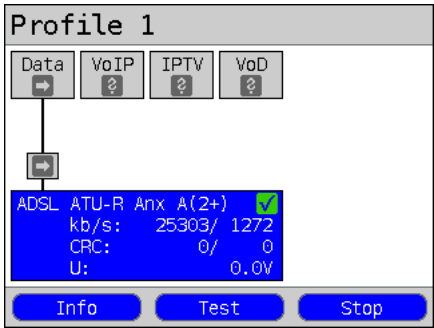 Profile 1
Data VoIP IPTV VoD
? ? ?
ADSL ATU-R Anx A(2+)
kb/s: 25303/ 1272
CRC: 0/ 0
U: 0.0V
Info Test Stop